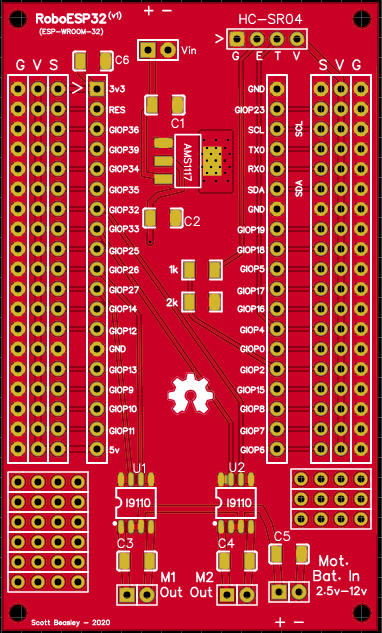 RoboESP32 (v1)
(ESP-WROOM-32)
+ -
Vin
HC-SR04
> G E T V
G V S
C6
S V G
>
3v3
RES
GIOP36
GIOP39
GIOP34
GIOP35
GIOP32
GIOP33
GIOP25
GIOP26
GIOP27
GIOP14
GIOP12
GND
GIOP13
GIOP9
GIOP10
GIOP11
5v
C1
AMS1117
C2
1k
2k
GND
GIOP23
SCL
TXO
RXO
SDA
GND
GIOP19
GIOP18
GIOP5
GIOP17
GIOP16
GIOP4
GIOP0
GIOP2
GIOP15
GIOP8
GIOP7
GIOP6
SCL
SDA
U1
U2
I9110
I9110
C3
C4
C5
M1
Out
M2
Out
Mot.
Bat. In
2.5v-12v
+ -
Scott Beasley - 2020